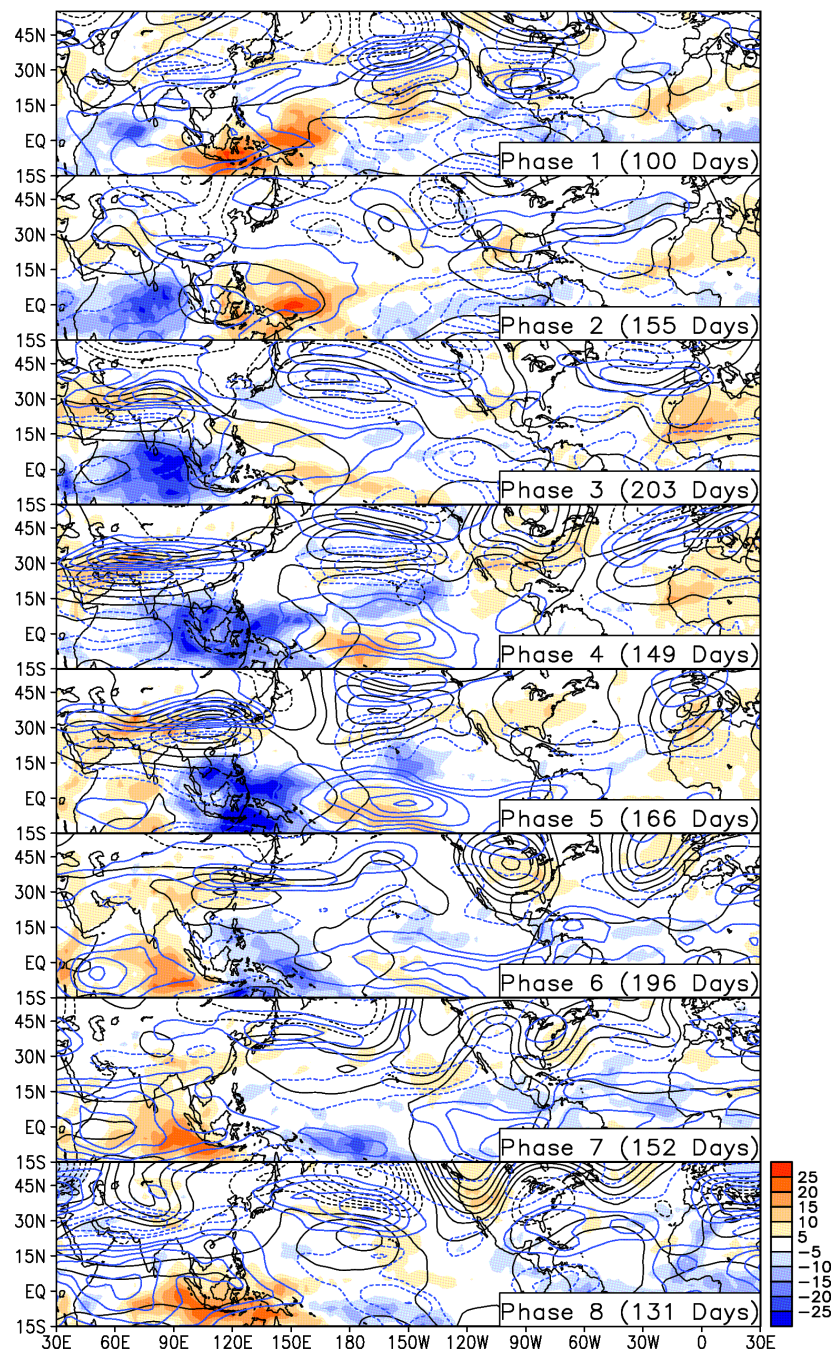 45N
30N
15N
EQ
15S
Phase 1 (100 Days)
45N
30N
15N
EQ
15S
Phase 2 (155 Days)
45N
30N
15N
EQ
15S
Phase 3 (203 Days)
45N
30N
15N
EQ
15S
Phase 4 (149 Days)
45N
30N
15N
EQ
15S
Phase 5 (166 Days)
45N
30N
15N
EQ
15S
Phase 6 (196 Days)
45N
30N
15N
EQ
15S
Phase 7 (152 Days)
45N
30N
15N
EQ
15S
Phase 8 (131 Days)
30E 60E 90E 120E 150E 180 150W 120W 90W 60W 30W 0 30E
25
20
15
10
5
-5
-10
-15
-20
-25